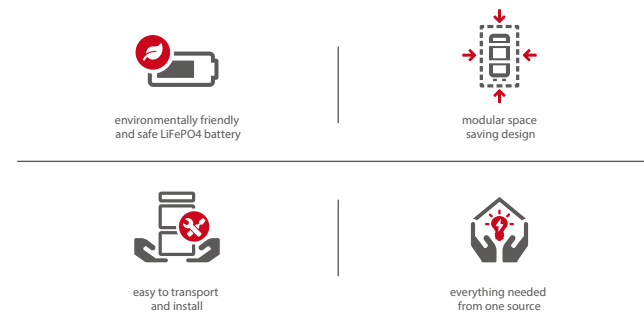 environmentally friendly
and safe LiFePO4 battery
modular space
saving design
easy to transport
and install
everything needed
from one source